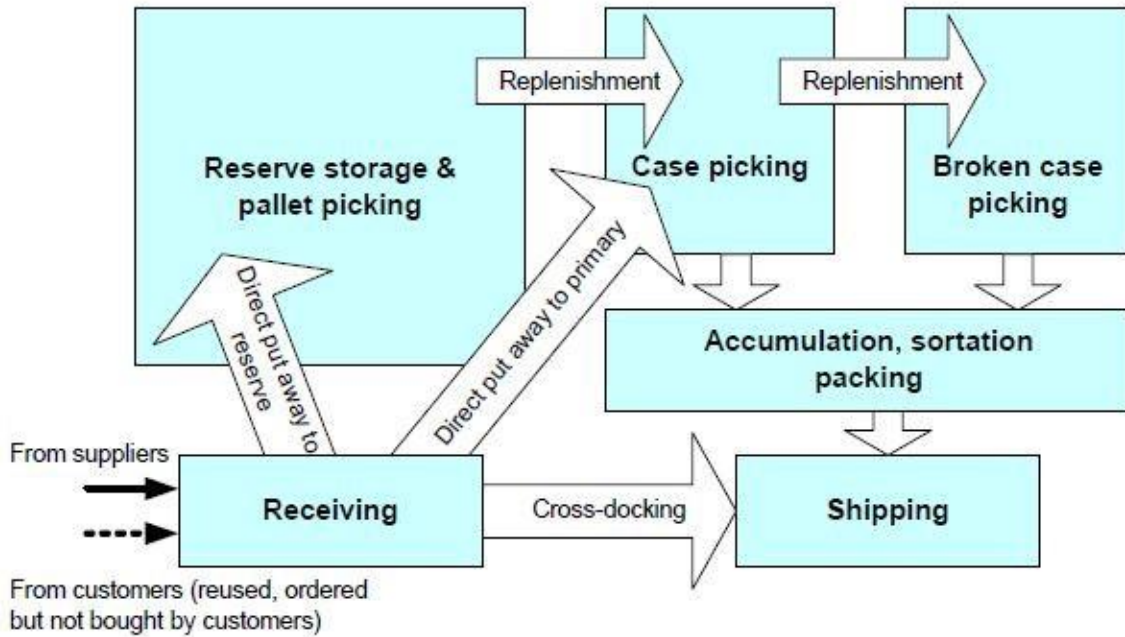 Replenishment
Replenishment
Reserve storage &
pallet picking
Case picking
Broken case
picking
Direct put away to
reserve
Direct put away to primary
Accumulation, sortation
packing
From suppliers
Receiving
Cross-docking
Shipping
From customers (reused, ordered
but not bought by customers)